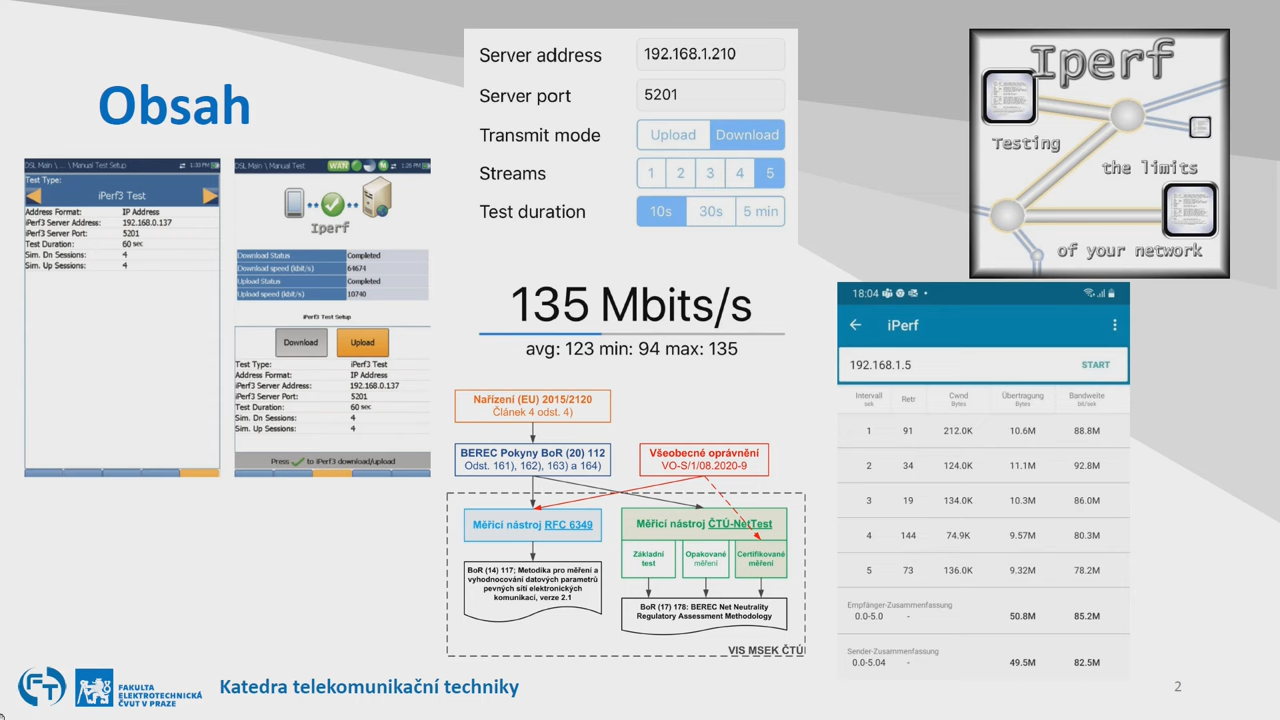 Obsah
DSL Main \ ... \ Manual Test Setup
1:30 PM
Test Type:
iPerf3 Test
Address Format: IP Address
iPerf3 Server Address: 192.168.0.137
iPerf3 Server Port: 5201
Test Duration: 60 sec
Sim. Dn Sessions: 4
Sim. Up Sessions: 4
DSL Main \ Manual Test
WAN
M
1:26 PM
Iperf
Download Status Completed
Download speed (kbit/s) 64674
Upload Status Completed
Upload speed (kbit/s) 10740
iPerf3 Test Setup
Download Upload
Test Type: iPerf3 Test
Address Format: IP Address
iPerf3 Server Address: 192.168.0.137
iPerf3 Server Port: 5201
Test Duration: 60 sec
Sim. Dn Sessions: 4
Sim. Up Sessions: 4
Press to iPerf3 download/upload
Server address 192.168.1.210
Server port 5201
Transmit mode Upload Download
Streams 1 2 3 4 5
Test duration 10s 30s 5 min
135 Mbits/s
avg: 123 min: 94 max: 135
Nařízení (EU) 2015/2120
Článek 4 odst. 4)
BEREC Pokyny BoR (20) 112
Odst. 161), 162), 163) a 164)
Všeobecné oprávnění
VO-S/1/08.2020-9
Měřicí nástroj RFC 6349
Měřicí nástroj ČTÚ-NetTest
Základní
test
Opakované
měření
Certifikované
měření
BoR (14) 117; Metodika pro měření a
vyhodnocování datových parametrů
pevných sítí elektronických
komunikací, verze 2.1
BoR (17) 178: BEREC Net Neutrality
Regulatory Assessment Methodology
VIS MSEK ČTÚ
Iperf
Testing
the limits
of your network
18:04
iPerf
192.168.1.5 START
Intervall Retr Cwnd Übertragung Bandweite
sek Bytes Bytes bit/sek
1 91 212.0K 10.6M 88.8M
2 34 124.0K 11.1M 92.8M
3 19 134.0K 10.3M 86.0M
4 144 74.9K 9.57M 80.3M
5 73 136.0K 9.32M 78.2M
Empfänger-Zusammenfassung
0.0-5.0 - 50.8M 85.2M
Sender-Zusammenfassung
0.0-5.04 - 49.5M 82.5M
FAKULTA
ELEKTROTECHNICKÁ
ČVUT V PRAZE
Katedra telekomunikační techniky
2